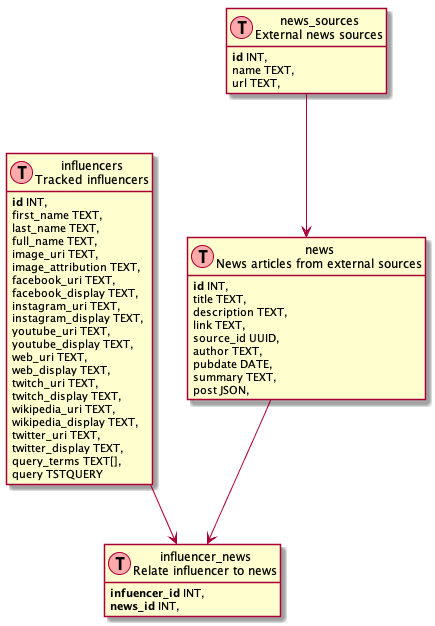 T
news_sources
External news sources
id INT,
name TEXT,
url TEXT,
T
influencers
Tracked influencers
id INT,
first_name TEXT,
last_name TEXT,
full_name TEXT,
image_uri TEXT,
image_attribution TEXT,
facebook_uri TEXT,
facebook_display TEXT,
instagram_uri TEXT,
instagram_display TEXT,
youtube_uri TEXT,
youtube_display TEXT,
web_uri TEXT,
web_display TEXT,
twitch_uri TEXT,
twitch_display TEXT,
wikipedia_uri TEXT,
wikipedia_display TEXT,
twitter_uri TEXT,
twitter_display TEXT,
query_terms TEXT[],
query TSTQUERY
T
news
News articles from external sources
id INT,
title TEXT,
description TEXT,
link TEXT,
source_id UUID,
author TEXT,
pubdate DATE,
summary TEXT,
post JSON,
T
influencer_news
Relate influencer to news
infuencer_id INT,
news_id INT,